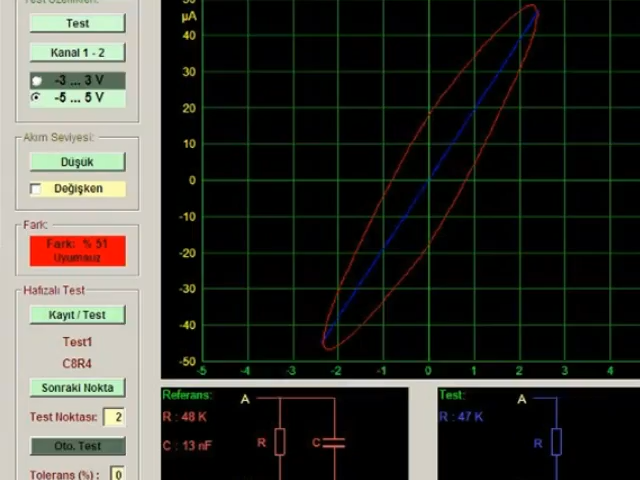 Test Özellikleri:
Test
Kanal 1 - 2
-3 ... 3 V
-5 ... 5 V
Akım Seviyesi:
Düşük
Değişken
Fark:
Fark: % 51
Uyumsuz
Hafızalı Test
Kayıt / Test
Test1
C8R4
Sonraki Nokta
Test Noktası: 2
Oto. Test
Tolerans (%) : 0
50
µA
40
30
20
10
0
-10
-20
-30
-40
-50
-5 -4 -3 -2 -1 0 1 2 3 4
Referans:
A
R : 48 K
R
C
C : 13 nF
Test:
A
R : 47 K
R